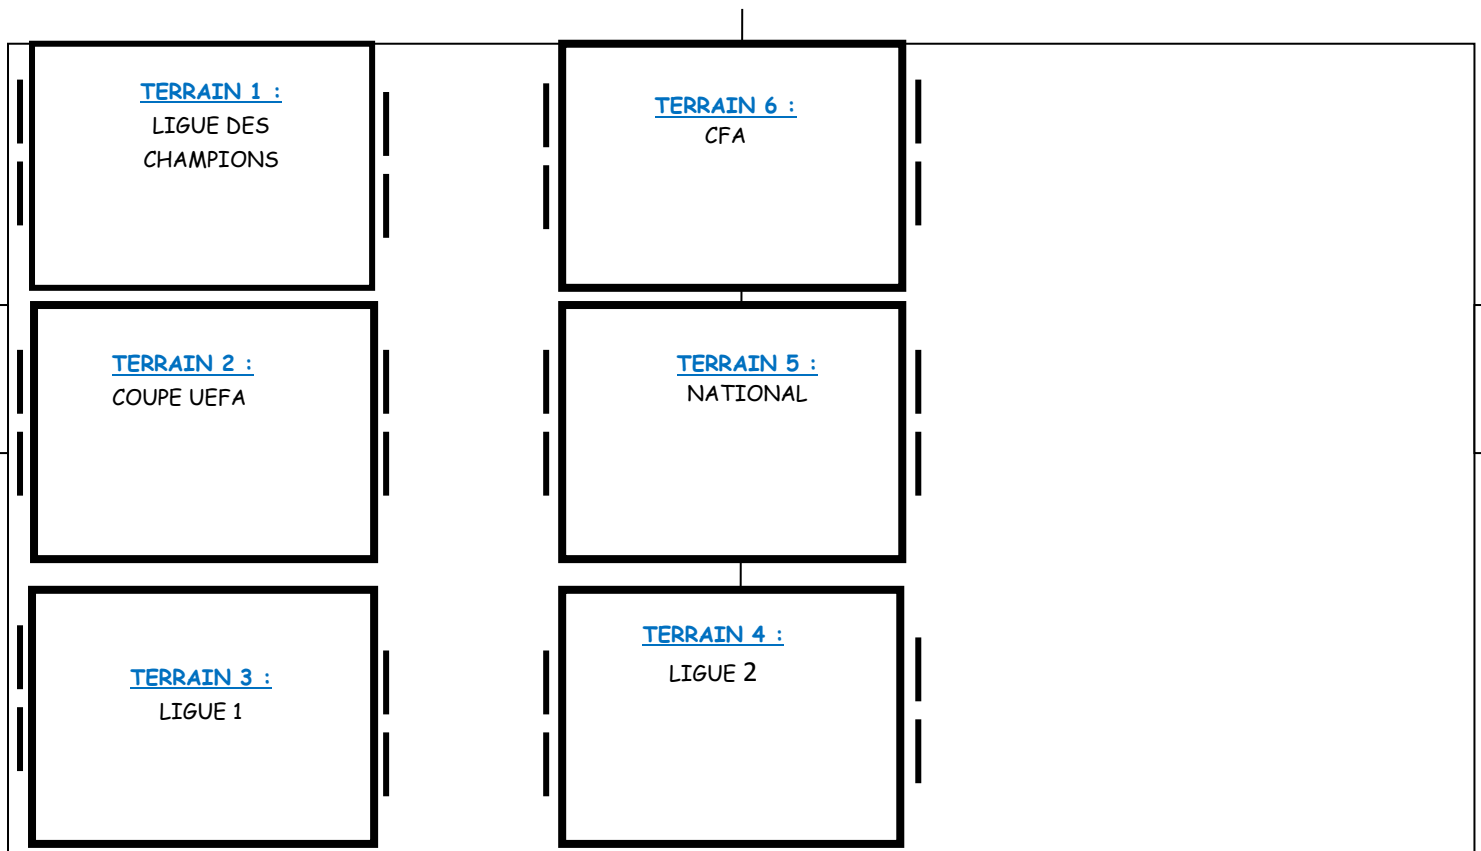 TERRAIN 1 :
LIGUE DES
CHAMPIONS
TERRAIN 6 :
CFA
TERRAIN 2 :
COUPE UEFA
TERRAIN 5 :
NATIONAL
TERRAIN 3 :
LIGUE 1
TERRAIN 4 :
LIGUE 2